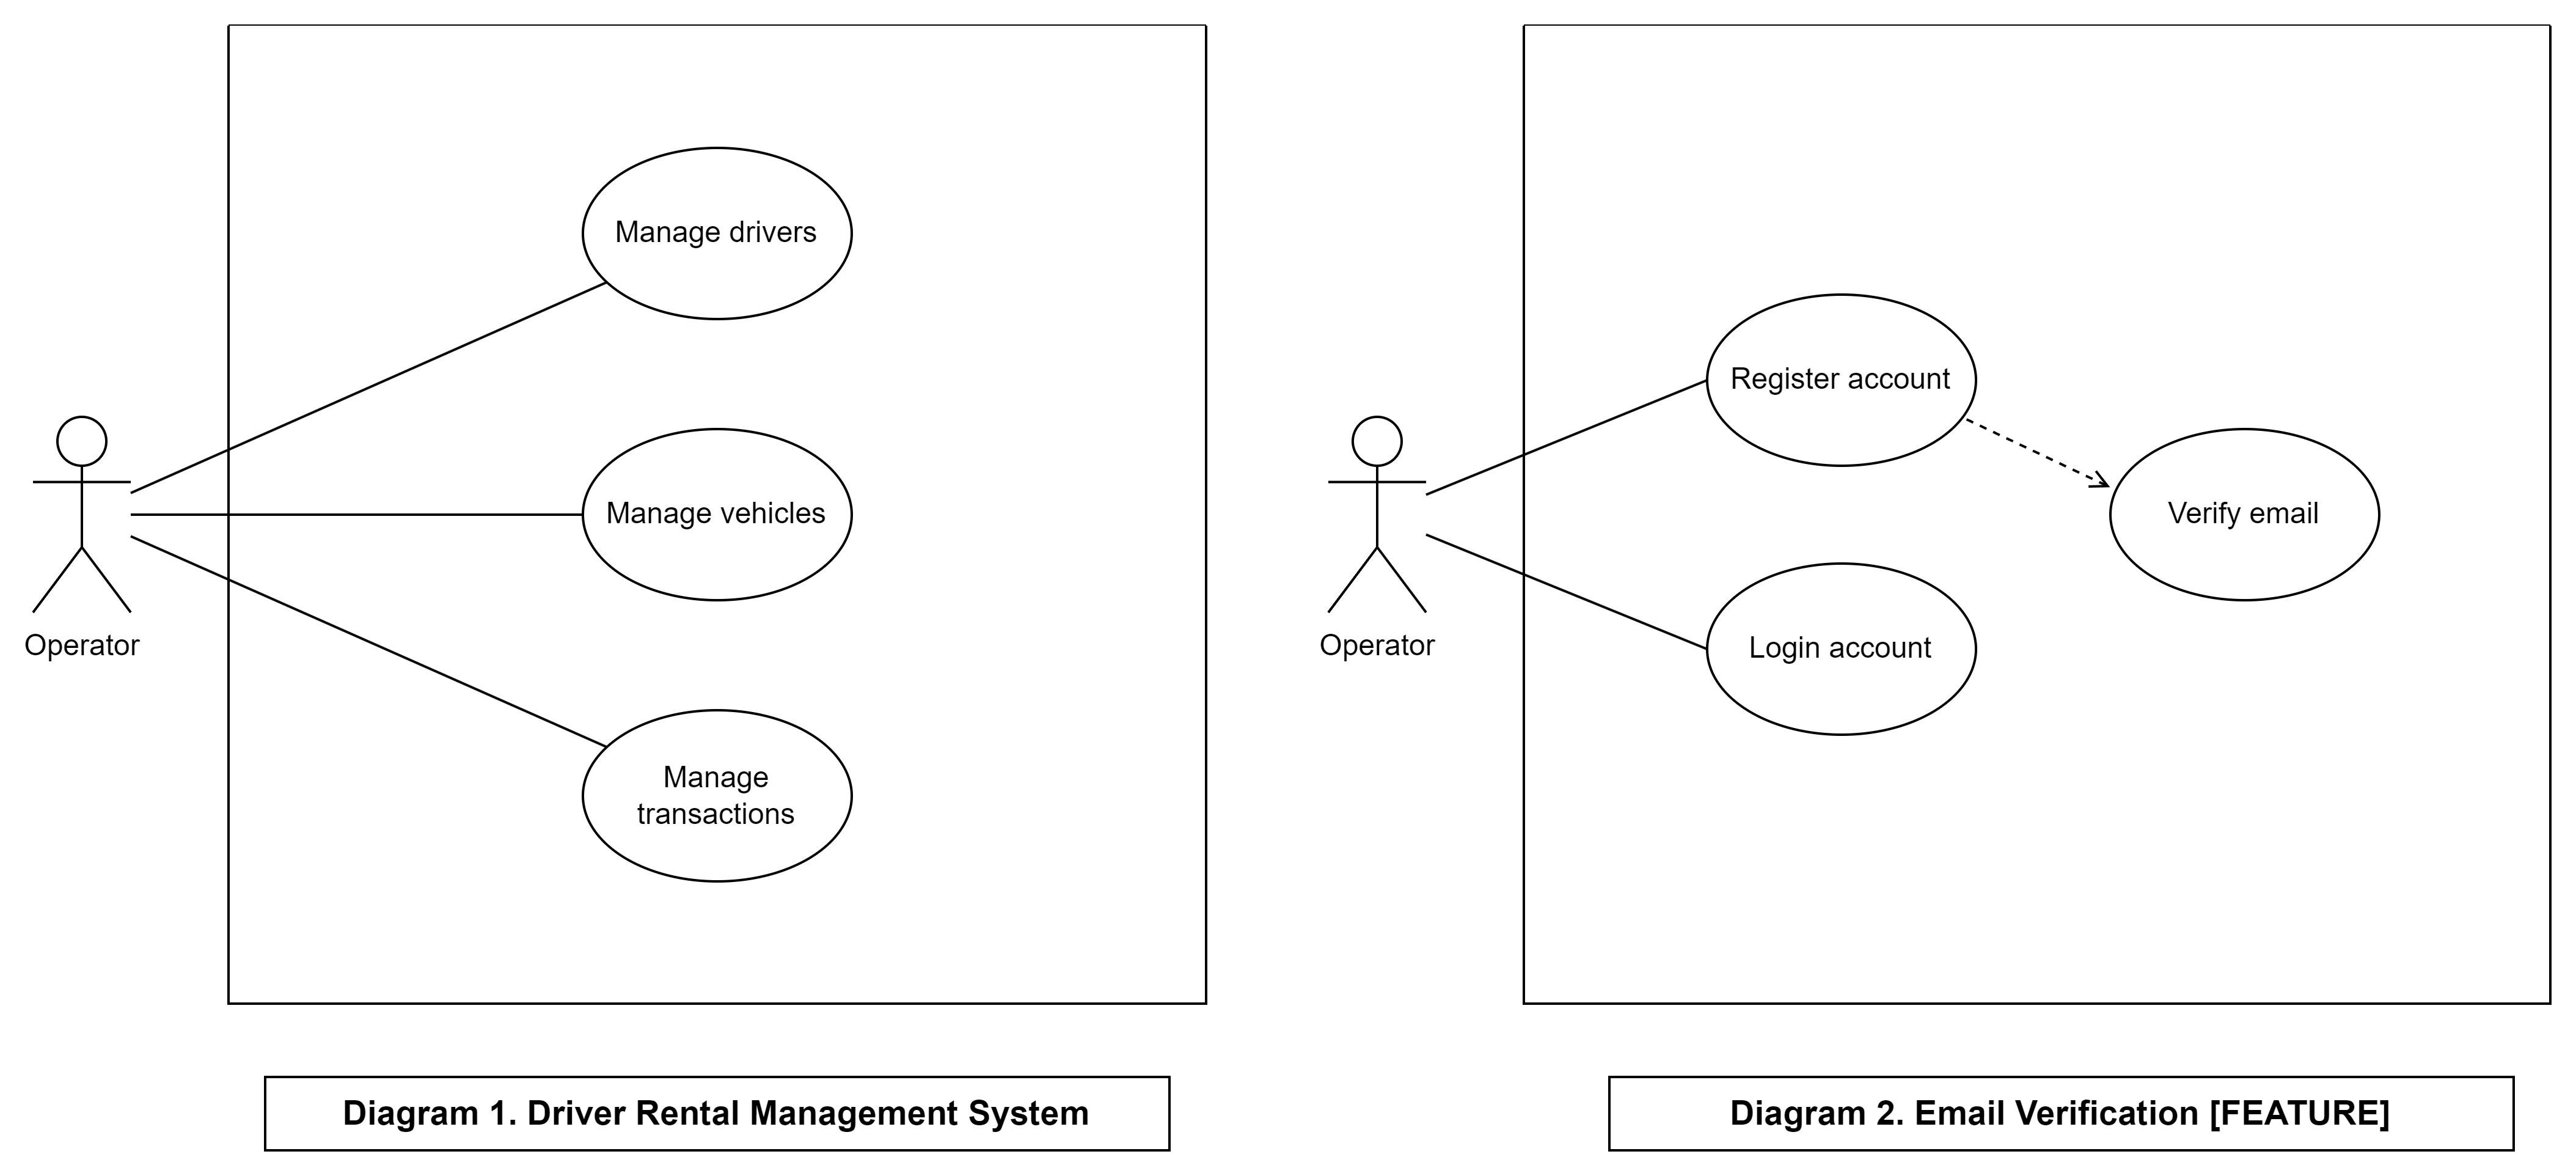 Manage drivers
Manage vehicles
Operator
Manage
transactions
Diagram 1. Driver Rental Management System
Register account
Verify email
Login account
Operator
Diagram 2. Email Verification [FEATURE]